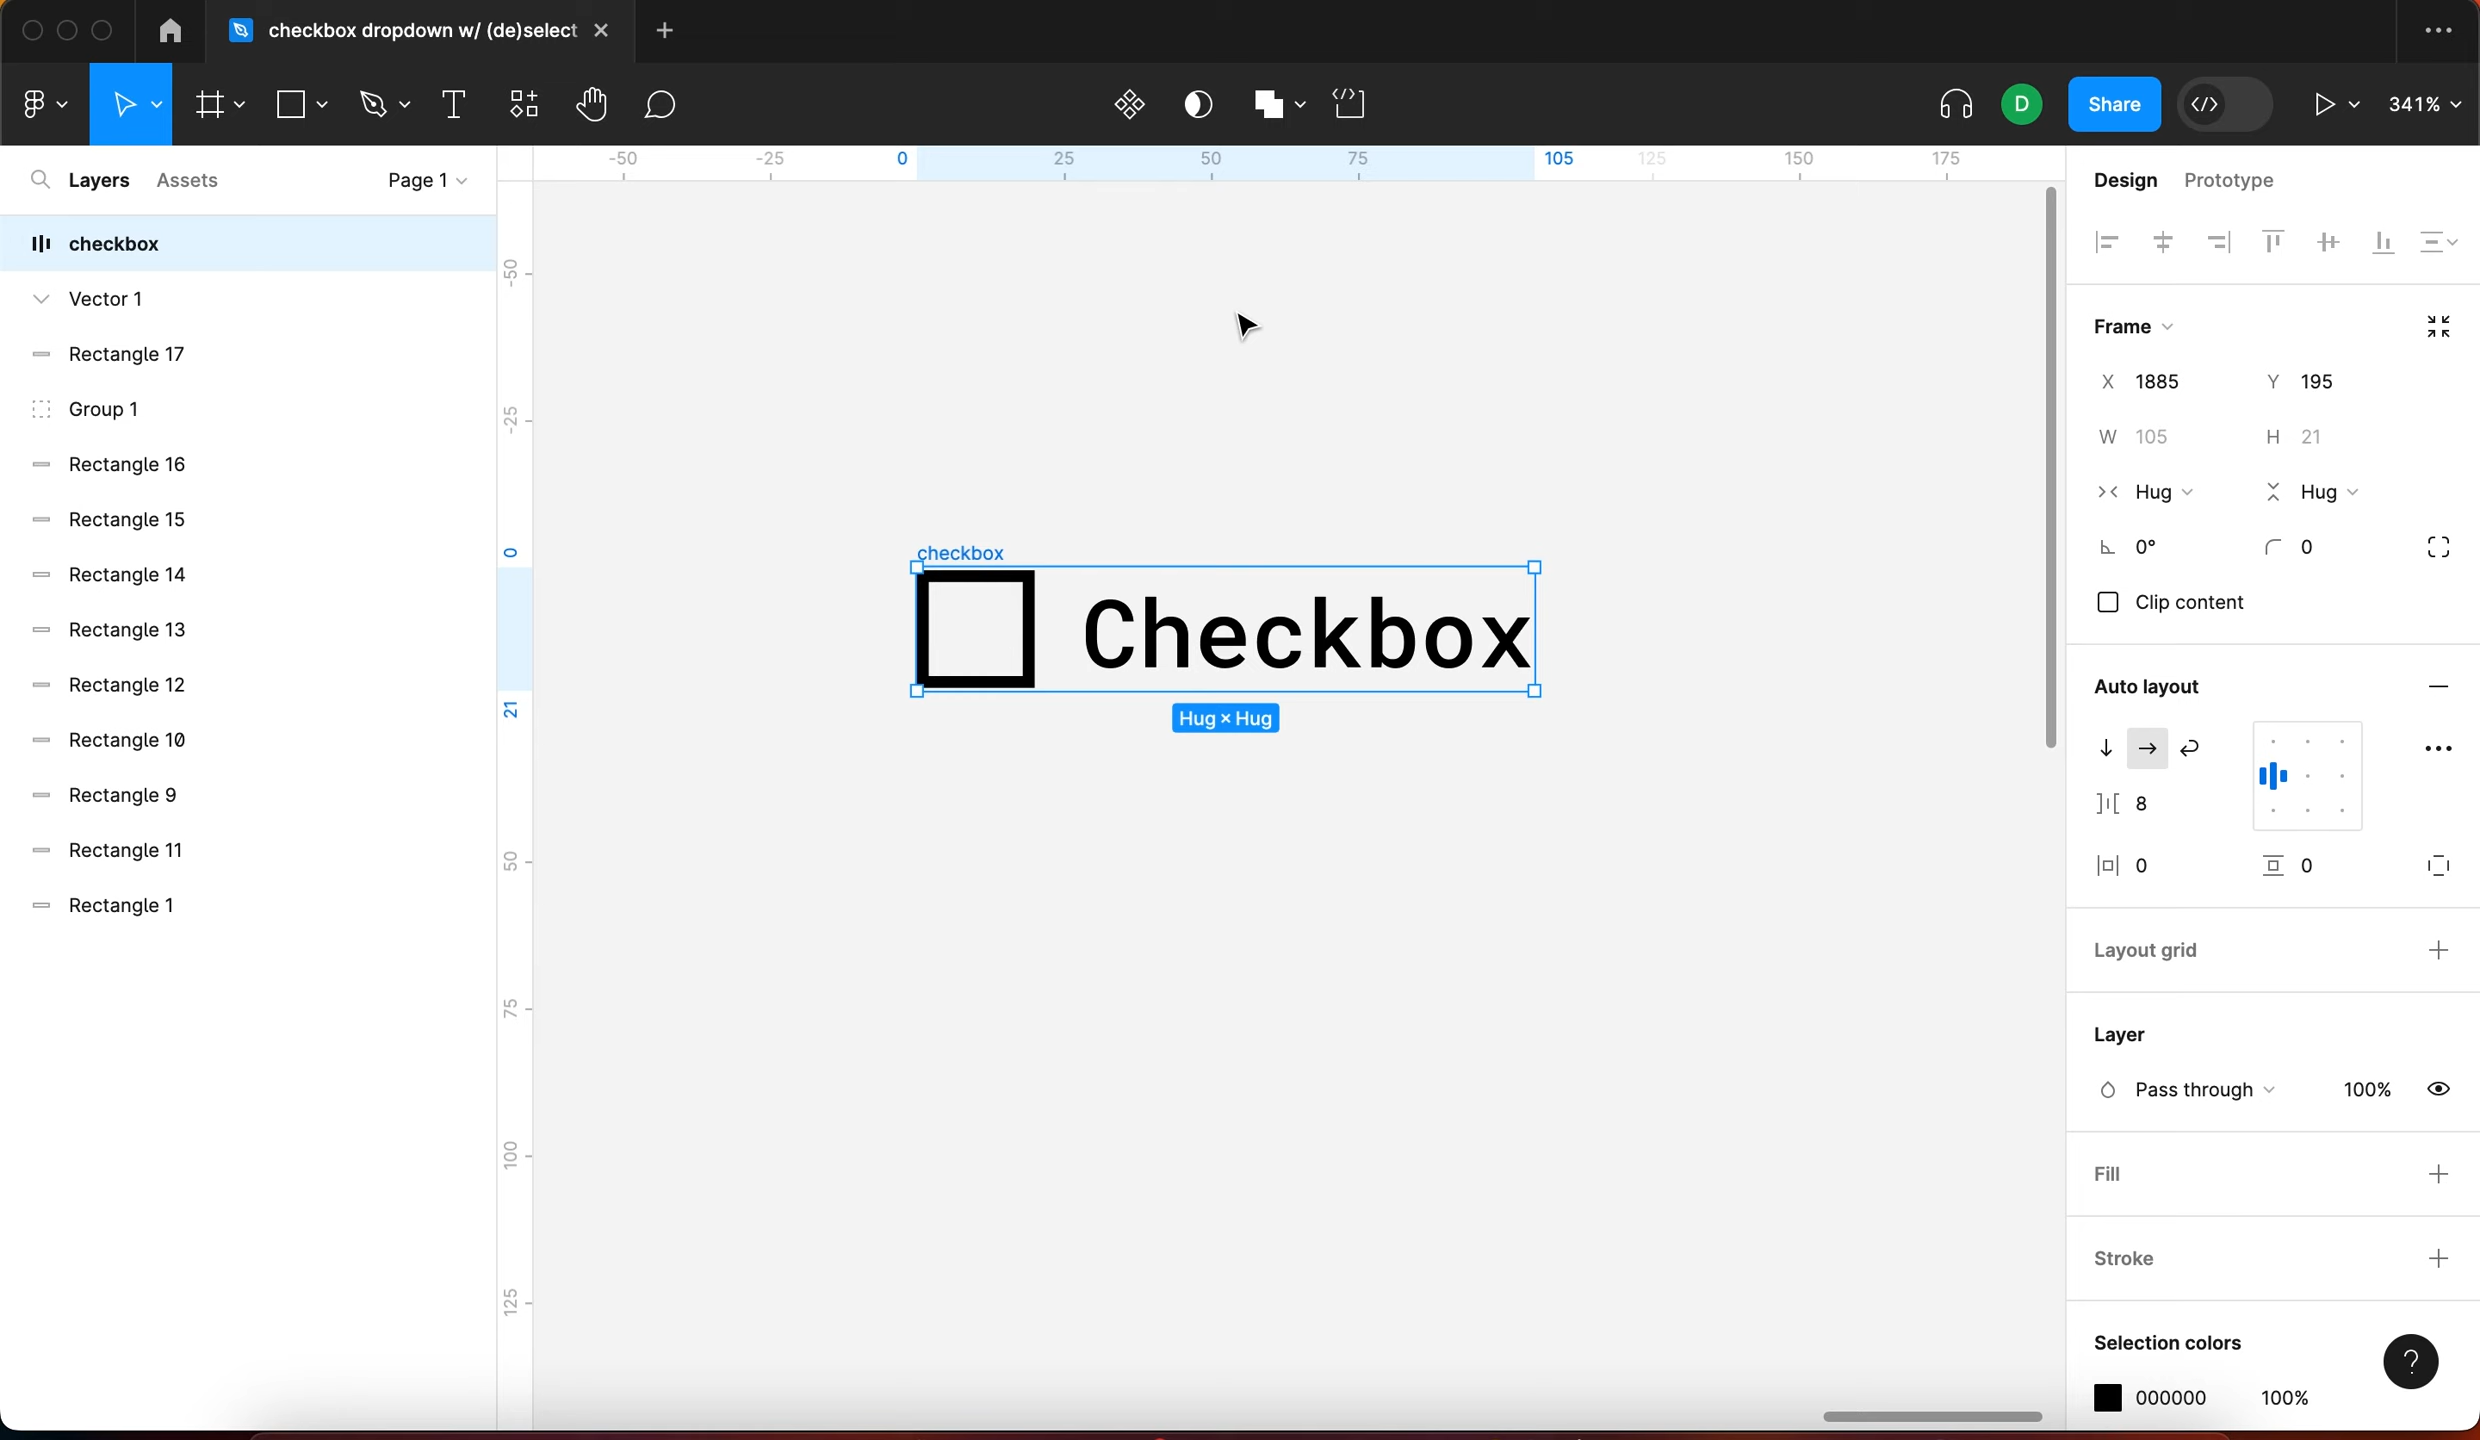 checkbox dropdown w/ (de)select
D
Share
341%
Layers Assets Page 1
checkbox
Vector 1
Rectangle 17
Group 1
Rectangle 16
Rectangle 15
Rectangle 14
Rectangle 13
Rectangle 12
Rectangle 10
Rectangle 9
Rectangle 11
Rectangle 1
-50 -25 0 25 50 75 105 125 150 175
-50
-25
0
21
50
75
100
125
checkbox
Checkbox
Hug × Hug
Design Prototype
Frame
X 1885 Y 195
W 105 H 21
Hug Hug
0° 0
Clip content
Auto layout
8
0 0
Layout grid
Layer
Pass through 100%
Fill
Stroke
Selection colors
?
000000 100%